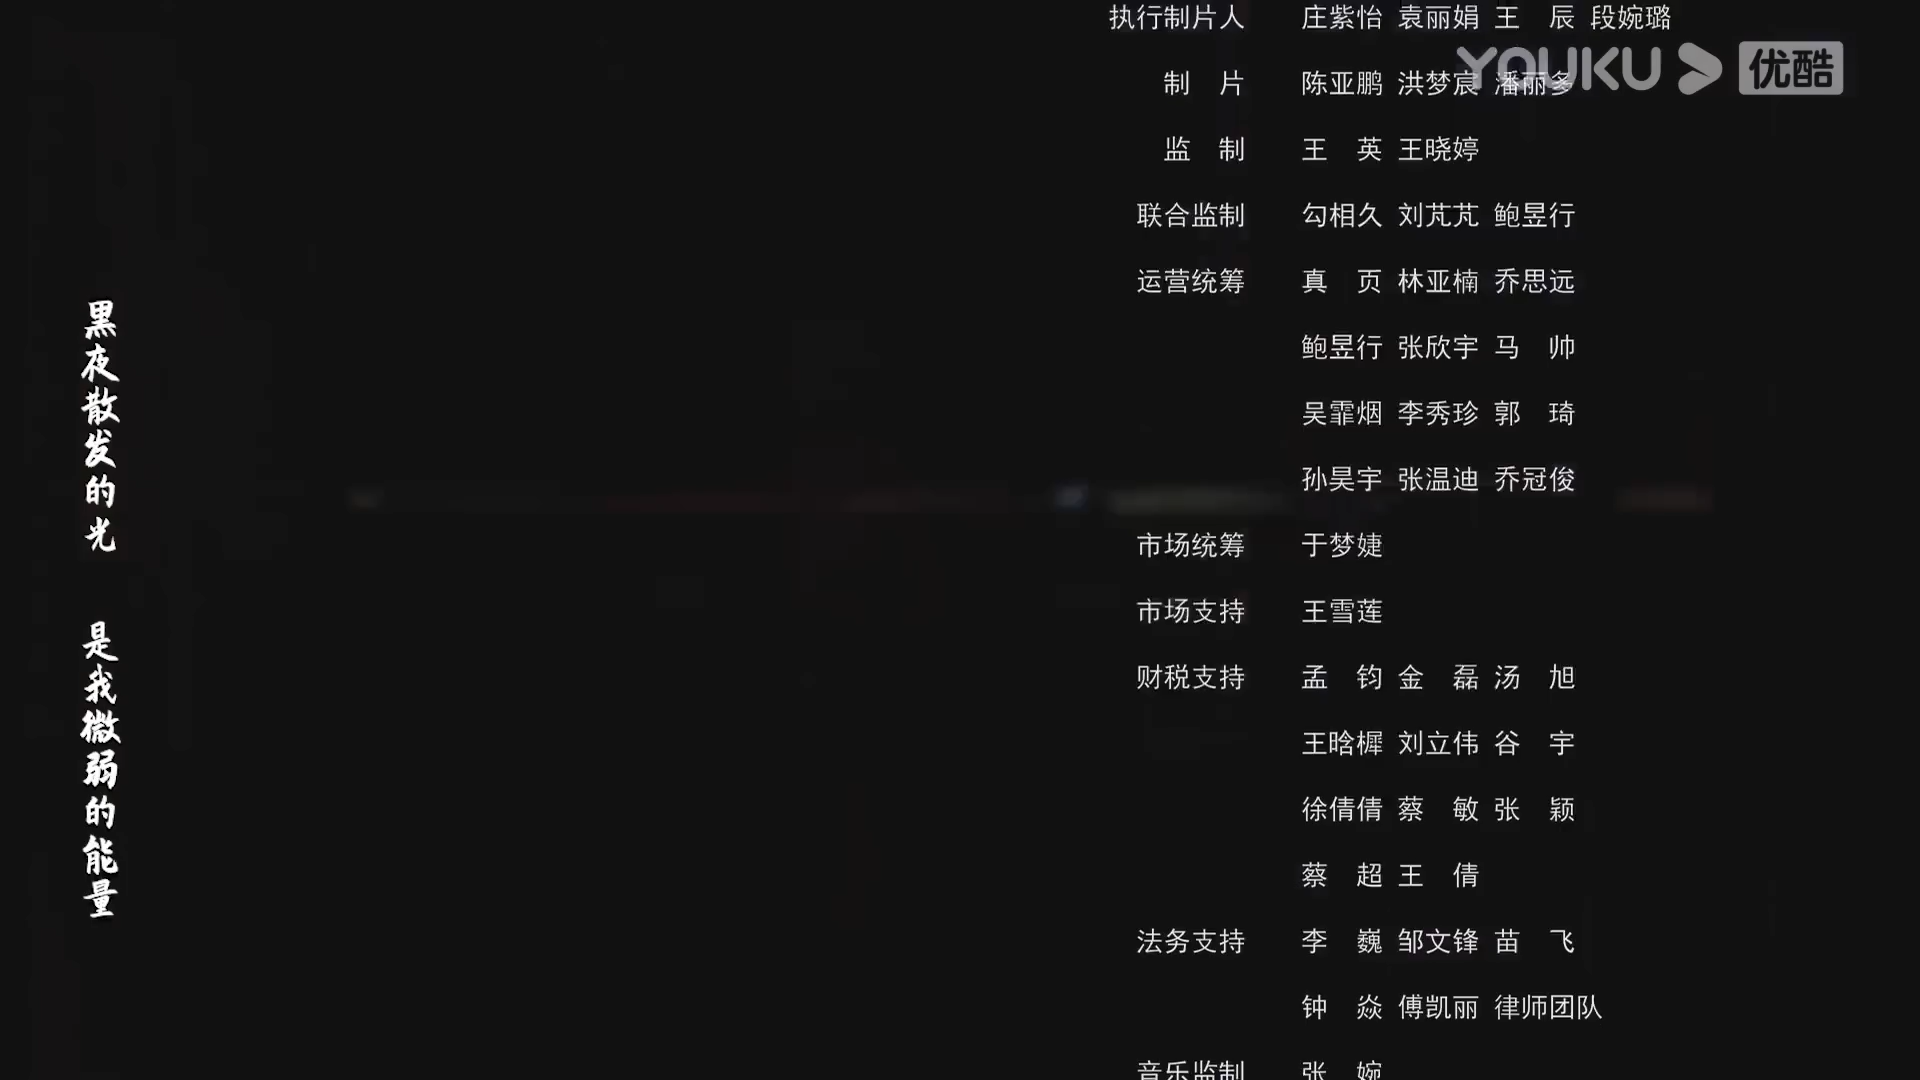 执行制片人 庄紫怡 袁丽娟 王 辰 段婉璐
YOUKU 优酷
制 片 陈亚鹏 洪梦宸 潘丽多
监 制 王 英 王晓婷
联合监制 勾相久 刘芃芃 鲍昱行
运营统筹 真 页 林亚楠 乔思远
鲍昱行 张欣宇 马 帅
吴霏烟 李秀珍 郭 琦
孙昊宇 张温迪 乔冠俊
市场统筹 于梦婕
市场支持 王雪莲
财税支持 孟 钧 金 磊 汤 旭
王晗樨 刘立伟 谷 宇
徐倩倩 蔡 敏 张 颖
蔡 超 王 倩
法务支持 李 巍 邹文锋 苗 飞
钟 焱 傅凯丽 律师团队
音乐监制 张 婉
黑夜散发的光 是我微弱的能量